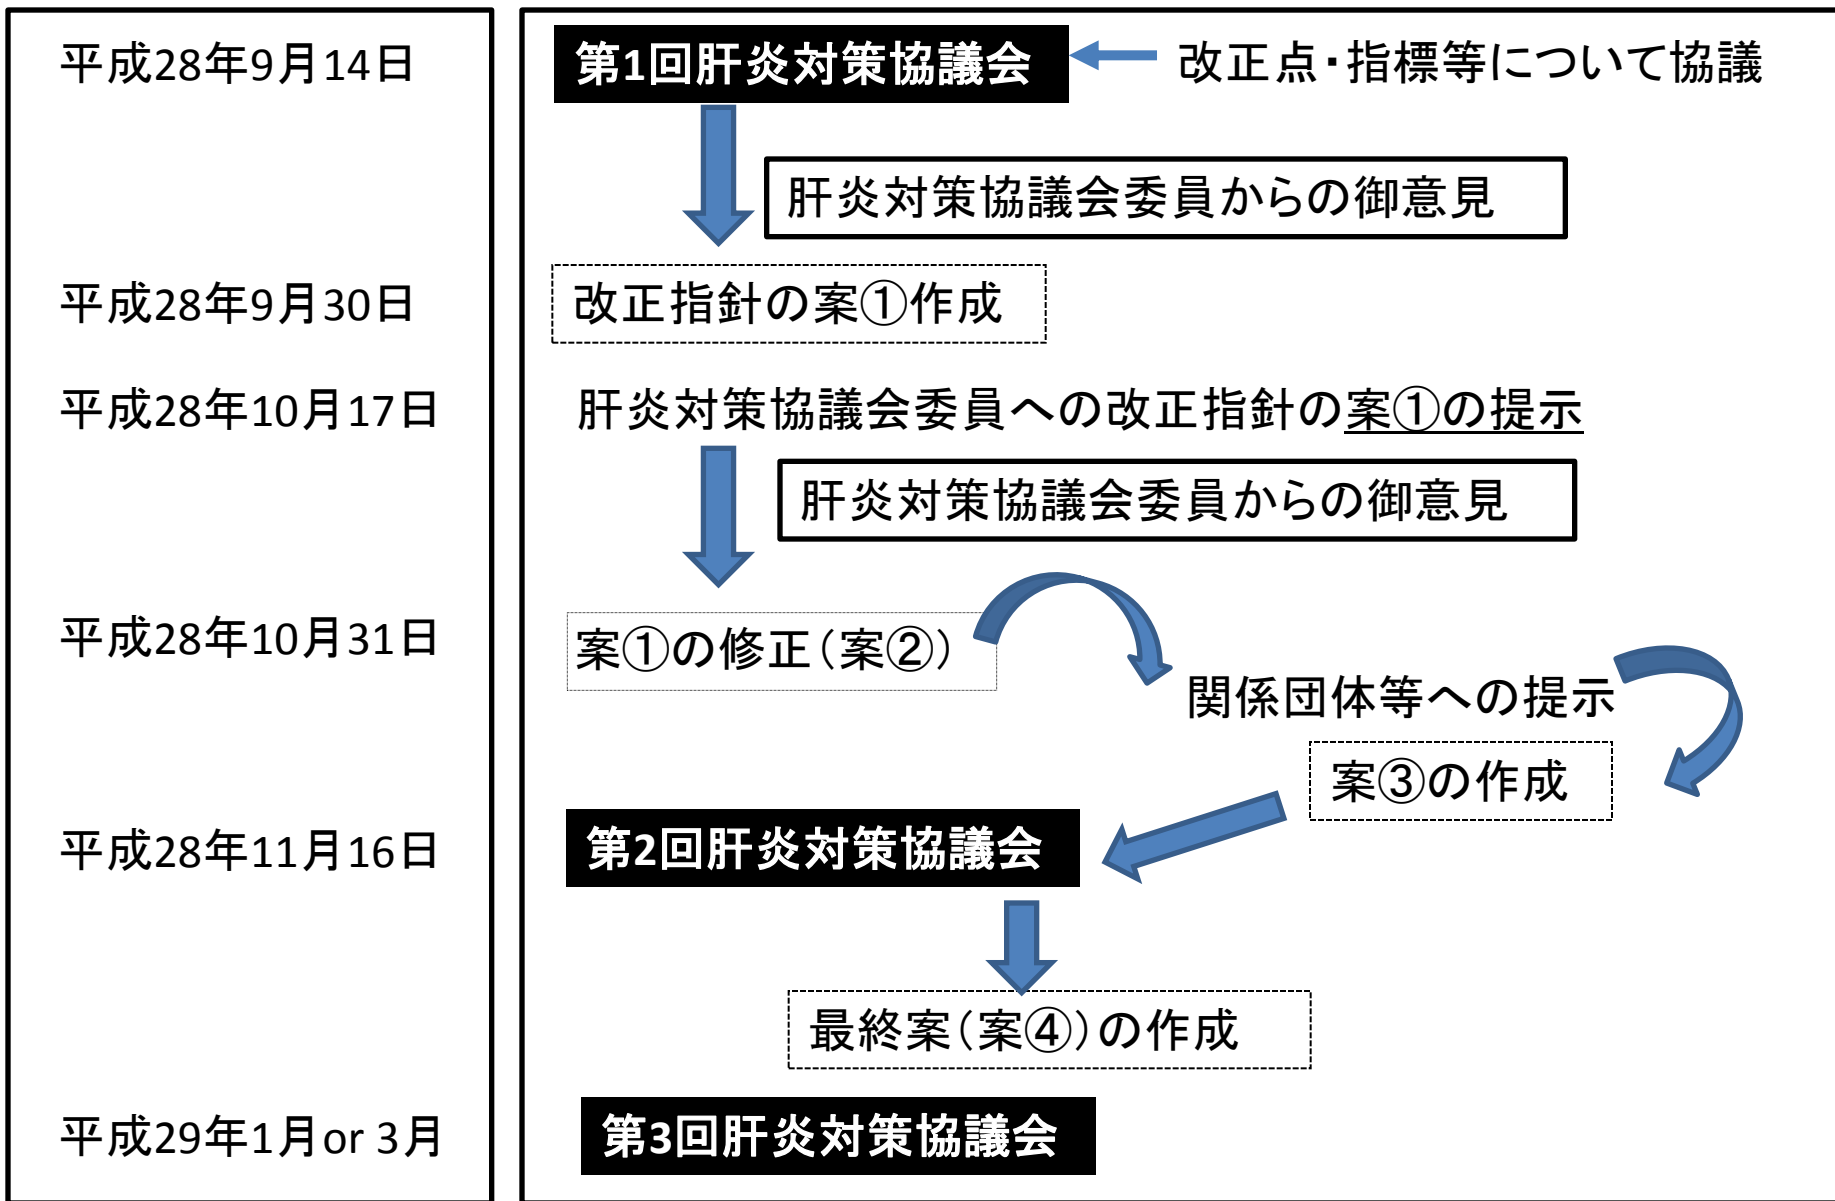 平成28年9月14日
第1回肝炎対策協議会
改正点・指標等について協議
肝炎対策協議会委員からの御意見
平成28年9月30日
改正指針の案①作成
平成28年10月17日
肝炎対策協議会委員への改正指針の案①の提示
肝炎対策協議会委員からの御意見
平成28年10月31日
案①の修正(案②)
関係団体等への提示
案③の作成
平成28年11月16日
第2回肝炎対策協議会
最終案(案④)の作成
平成29年1月or 3月
第3回肝炎対策協議会